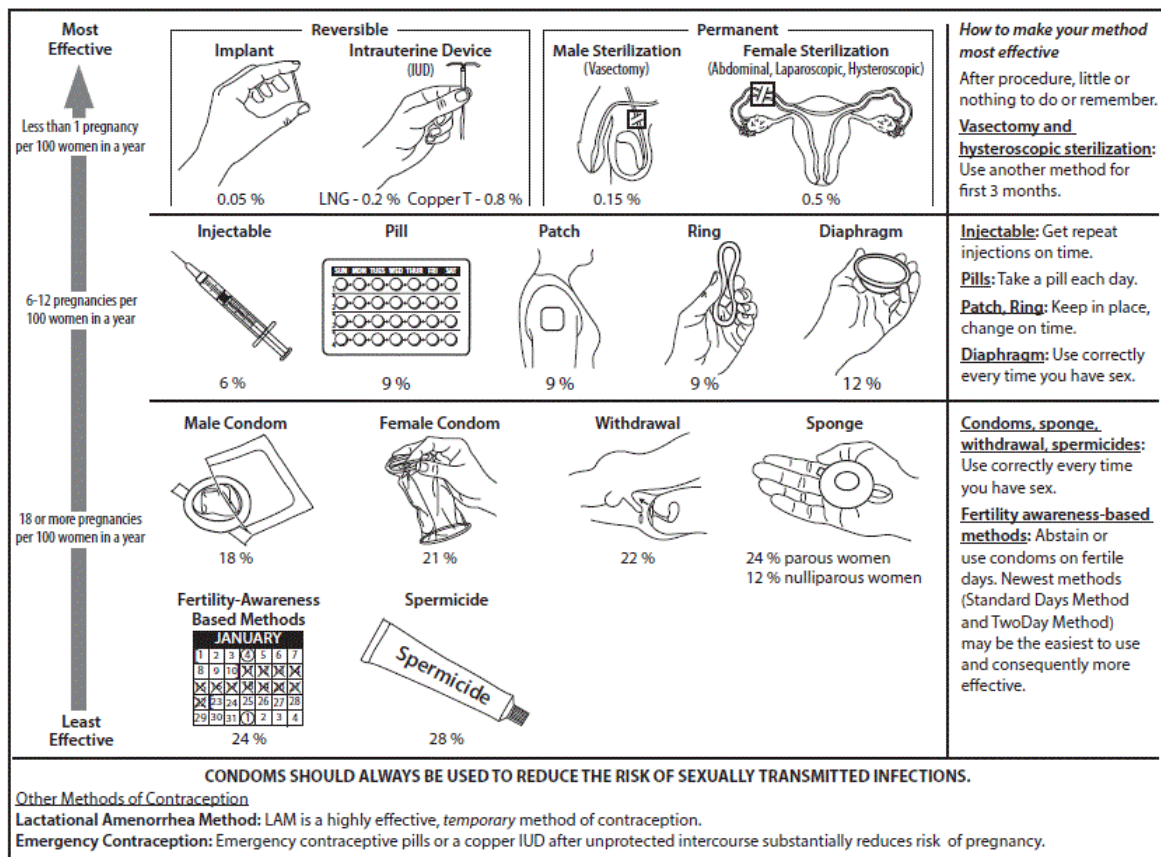 Most
Effective
Less than 1 pregnancy
per 100 women in a year
6-12 pregnancies per
100 women in a year
18 or more pregnancies
per 100 women in a year
Least
Effective
Reversible
Implant
0.05 %
Intrauterine Device
(IUD)
LNG - 0.2 % Copper T - 0.8 %
Permanent
Male Sterilization
(Vasectomy)
0.15 %
Female Sterilization
(Abdominal, Laparoscopic, Hysteroscopic)
0.5 %
How to make your method
most effective
After procedure, little or
nothing to do or remember.
Vasectomy and
hysteroscopic sterilization:
Use another method for
first 3 months.
Injectable
6 %
Pill
SUN MON TUES WED THUR FRI SAT
9 %
Patch
9 %
Ring
9 %
Diaphragm
12 %
Injectable: Get repeat
injections on time.
Pills: Take a pill each day.
Patch, Ring: Keep in place,
change on time.
Diaphragm: Use correctly
every time you have sex.
Male Condom
18 %
Female Condom
21 %
Withdrawal
22 %
Sponge
24 % parous women
12 % nulliparous women
Fertility-Awareness
Based Methods
JANUARY
1 2 3 4 5 6 7
8 9 10 11 12 13 14
15 16 17 18 19 20 21
22 23 24 25 26 27 28
29 30 31 1 2 3 4
24 %
Spermicide
Spermicide
28 %
Condoms, sponge,
withdrawal, spermicides:
Use correctly every time
you have sex.
Fertility awareness-based
methods: Abstain or
use condoms on fertile
days. Newest methods
(Standard Days Method
and TwoDay Method)
may be the easiest to use
and consequently more
effective.
CONDOMS SHOULD ALWAYS BE USED TO REDUCE THE RISK OF SEXUALLY TRANSMITTED INFECTIONS.
Other Methods of Contraception
Lactational Amenorrhea Method: LAM is a highly effective, temporary method of contraception.
Emergency Contraception: Emergency contraceptive pills or a copper IUD after unprotected intercourse substantially reduces risk of pregnancy.